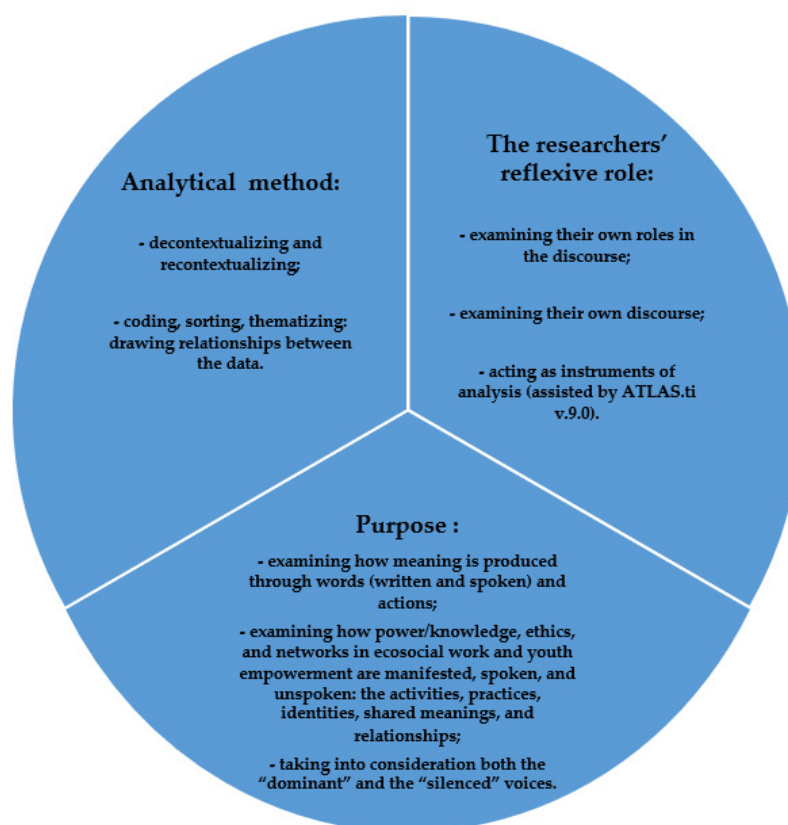 Analytical method:
- decontextualizing and
recontextualizing;
- coding, sorting, thematizing:
drawing relationships between
the data.
The researchers’
reflexive role:
- examining their own roles in
the discourse;
- examining their own discourse;
- acting as instruments of
analysis (assisted by ATLAS.ti
v.9.0).
Purpose :
- examining how meaning is produced
through words (written and spoken) and
actions;
- examining how power/knowledge, ethics,
and networks in ecosocial work and youth
empowerment are manifested, spoken, and
unspoken: the activities, practices,
identities, shared meanings, and
relationships;
- taking into consideration both the
“dominant” and the “silenced” voices.